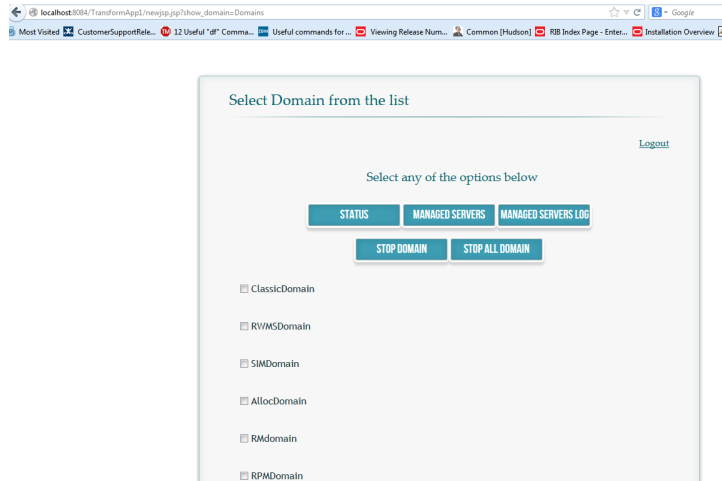 localhost:8084/TransformApp1/newjsp.jsp?show_domain=Domains
Google
Most Visited CustomerSupportRele... 12 Useful "df" Comma... Useful commands for ... Viewing Release Num... Common [Hudson] RIB Index Page - Enter... Installation Overview
Select Domain from the list
Logout
Select any of the options below
STATUS MANAGED SERVERS MANAGED SERVERS LOG
STOP DOMAIN STOP ALL DOMAIN
ClassicDomain
RWMSDomain
SIMDomain
AllocDomain
RMdomain
RPMDomain